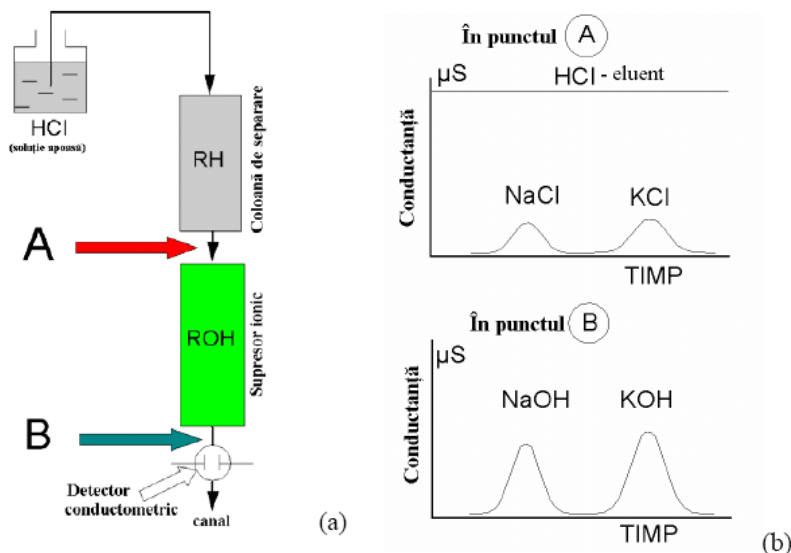 HCl
(soluție apoasă)
RH
Coloană de separare
A
ROH
Supresor ionic
B
Detector
conductometric
canal
(a)
În punctul A
µS
HCl - eluent
Conductanță
NaCl
KCl
TIMP
În punctul B
µS
Conductanță
NaOH
KOH
TIMP
(b)